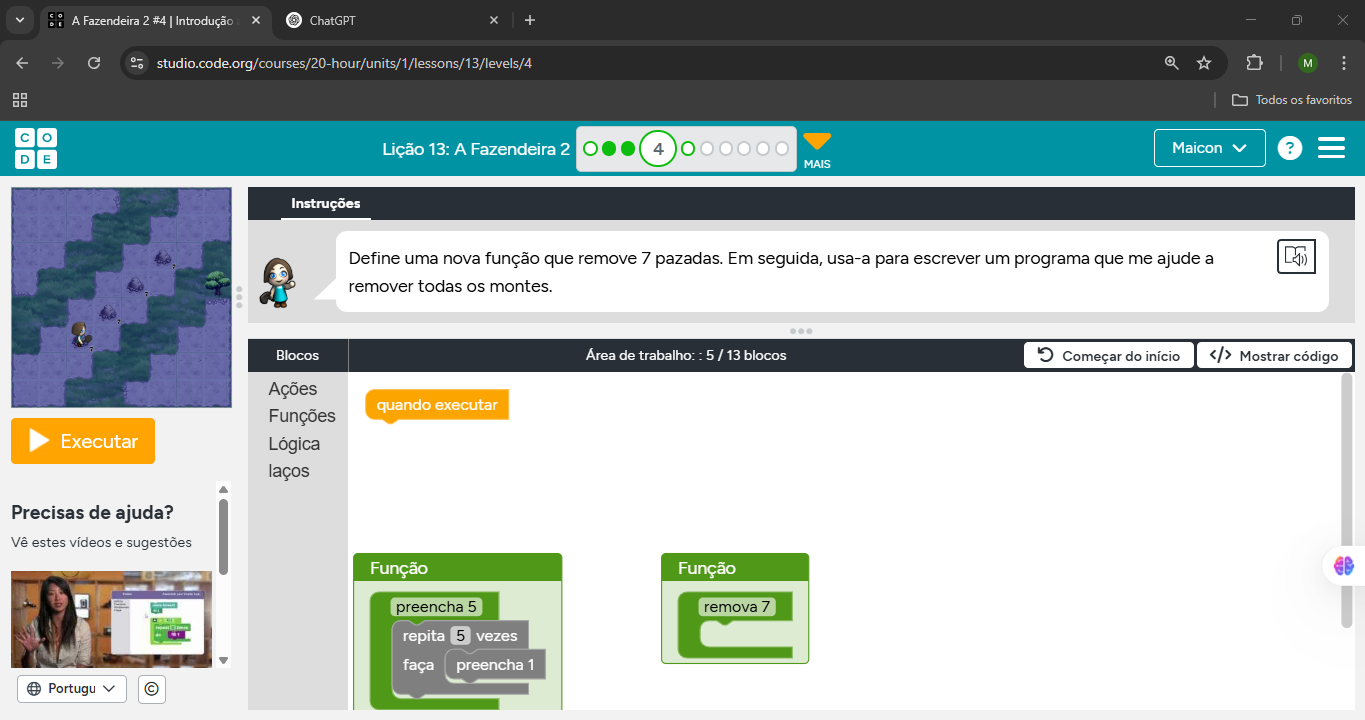 A Fazendeira 2 #4 | Introdução
ChatGPT
studio.code.org/courses/20-hour/units/1/lessons/13/levels/4
M
Todos os favoritos
C O
D E
Lição 13: A Fazendeira 2
4
MAIS
Maicon
?
Instruções
Define uma nova função que remove 7 pazadas. Em seguida, usa-a para escrever um programa que me ajude a
remover todas os montes.
Blocos
Área de trabalho: : 5 / 13 blocos
Começar do início
Mostrar código
Ações
Funções
Lógica
laços
quando executar
Executar
Precisas de ajuda?
Vê estes vídeos e sugestões
Função
preencha 5
repita 5 vezes
faça preencha 1
Função
remova 7
Portugu
©